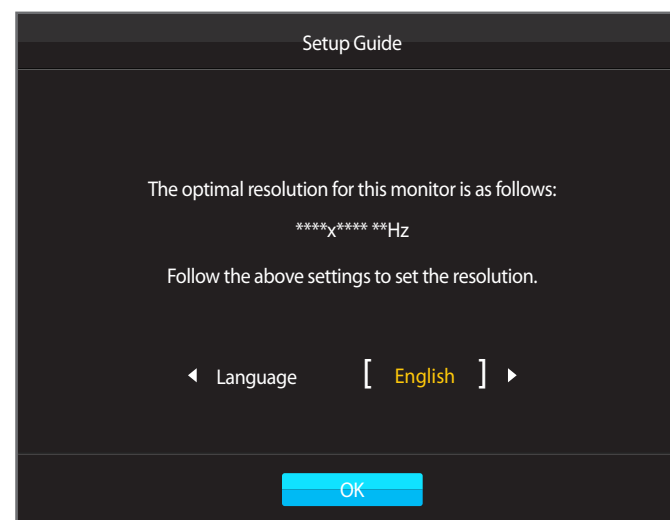 Setup Guide
The optimal resolution for this monitor is as follows:
****x**** **Hz
Follow the above settings to set the resolution.
Language [ English ]
OK